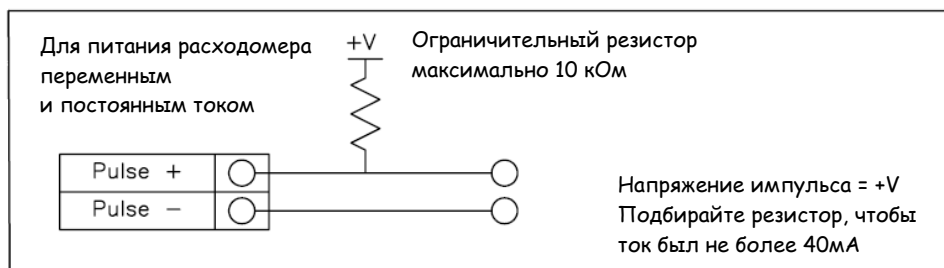 Для питания расходомера
переменным
и постоянным током
+V
Ограничительный резистор
максимально 10 кОм
Pulse +
Pulse −
Напряжение импульса = +V
Подбирайте резистор, чтобы
ток был не более 40мА